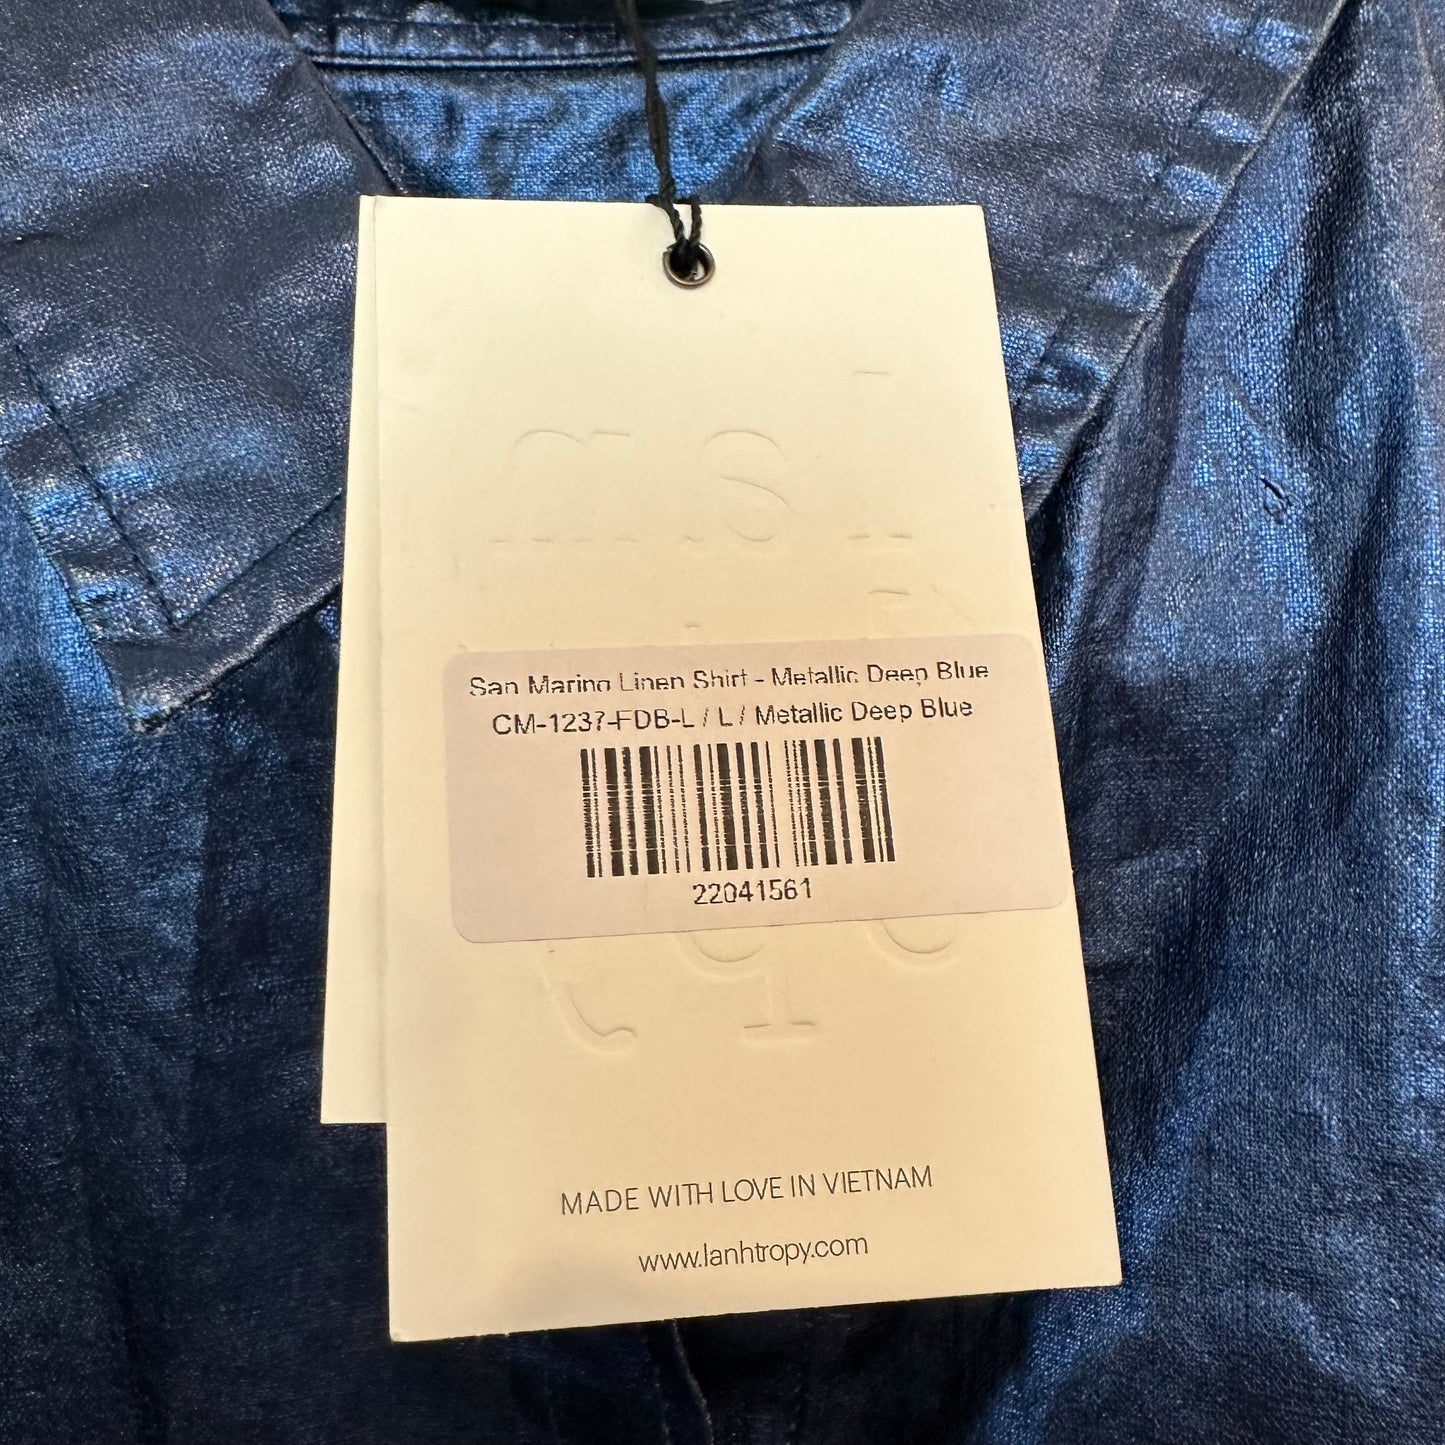 San Marino Linen Shirt - Metallic Deep Blue
CM-1237-FDB-L / L / Metallic Deep Blue
22041561
MADE WITH LOVE IN VIETNAM
www.lanhtropy.com